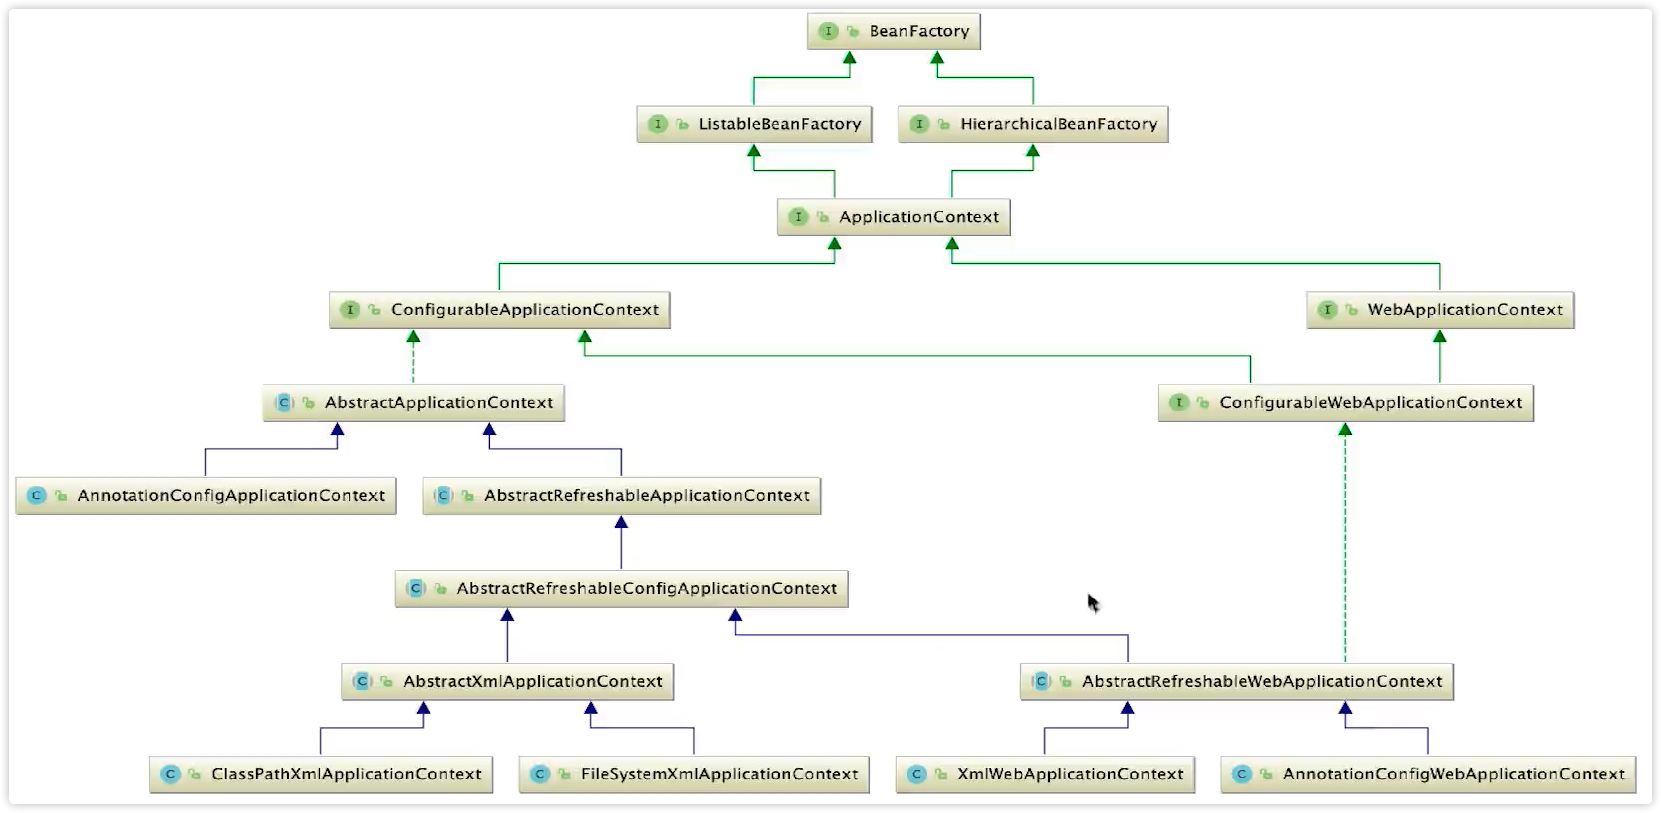 BeanFactory
ListableBeanFactory
HierarchicalBeanFactory
ApplicationContext
ConfigurableApplicationContext
WebApplicationContext
AbstractApplicationContext
ConfigurableWebApplicationContext
AnnotationConfigApplicationContext
AbstractRefreshableApplicationContext
AbstractRefreshableConfigApplicationContext
AbstractXmlApplicationContext
AbstractRefreshableWebApplicationContext
ClassPathXmlApplicationContext
FileSystemXmlApplicationContext
XmlWebApplicationContext
AnnotationConfigWebApplicationContext